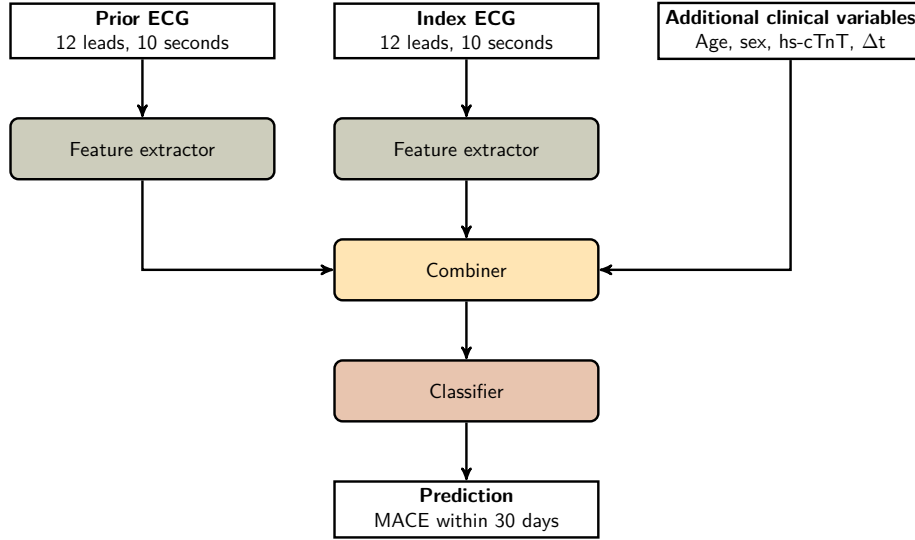 Prior ECG
12 leads, 10 seconds
Index ECG
12 leads, 10 seconds
Additional clinical variables
Age, sex, hs-cTnT, Δt
Feature extractor
Feature extractor
Combiner
Classifier
Prediction
MACE within 30 days